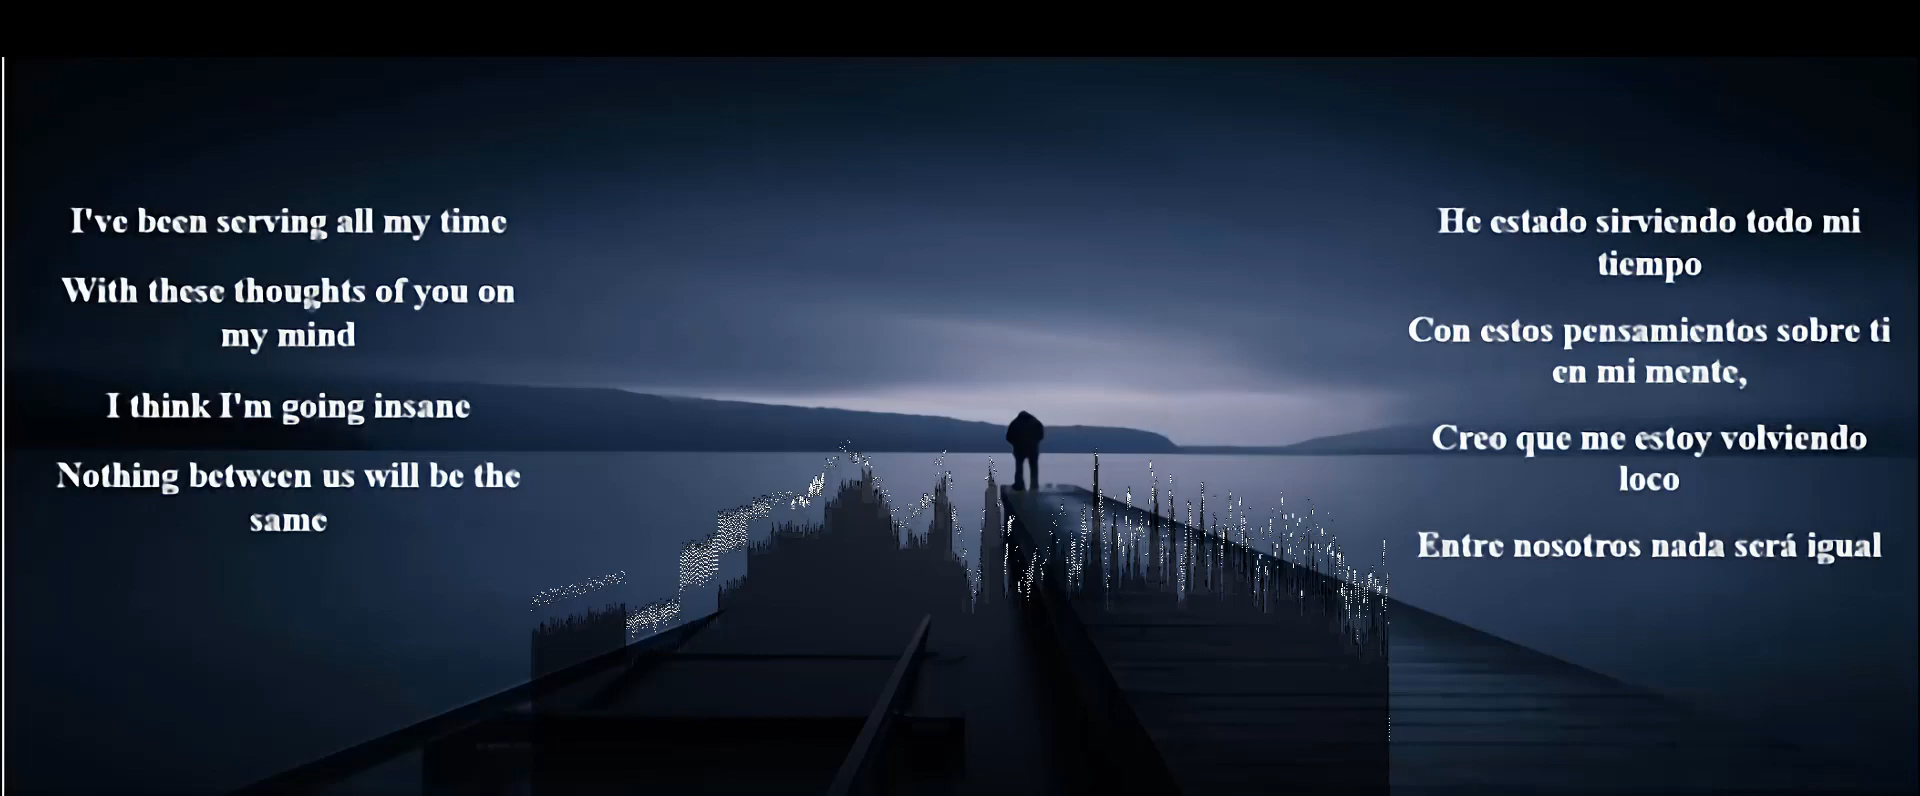 I've been serving all my time
With these thoughts of you on
my mind
I think I'm going insane
Nothing between us will be the
same
He estado sirviendo todo mi
tiempo
Con estos pensamientos sobre ti
en mi mente,
Creo que me estoy volviendo
loco
Entre nosotros nada será igual